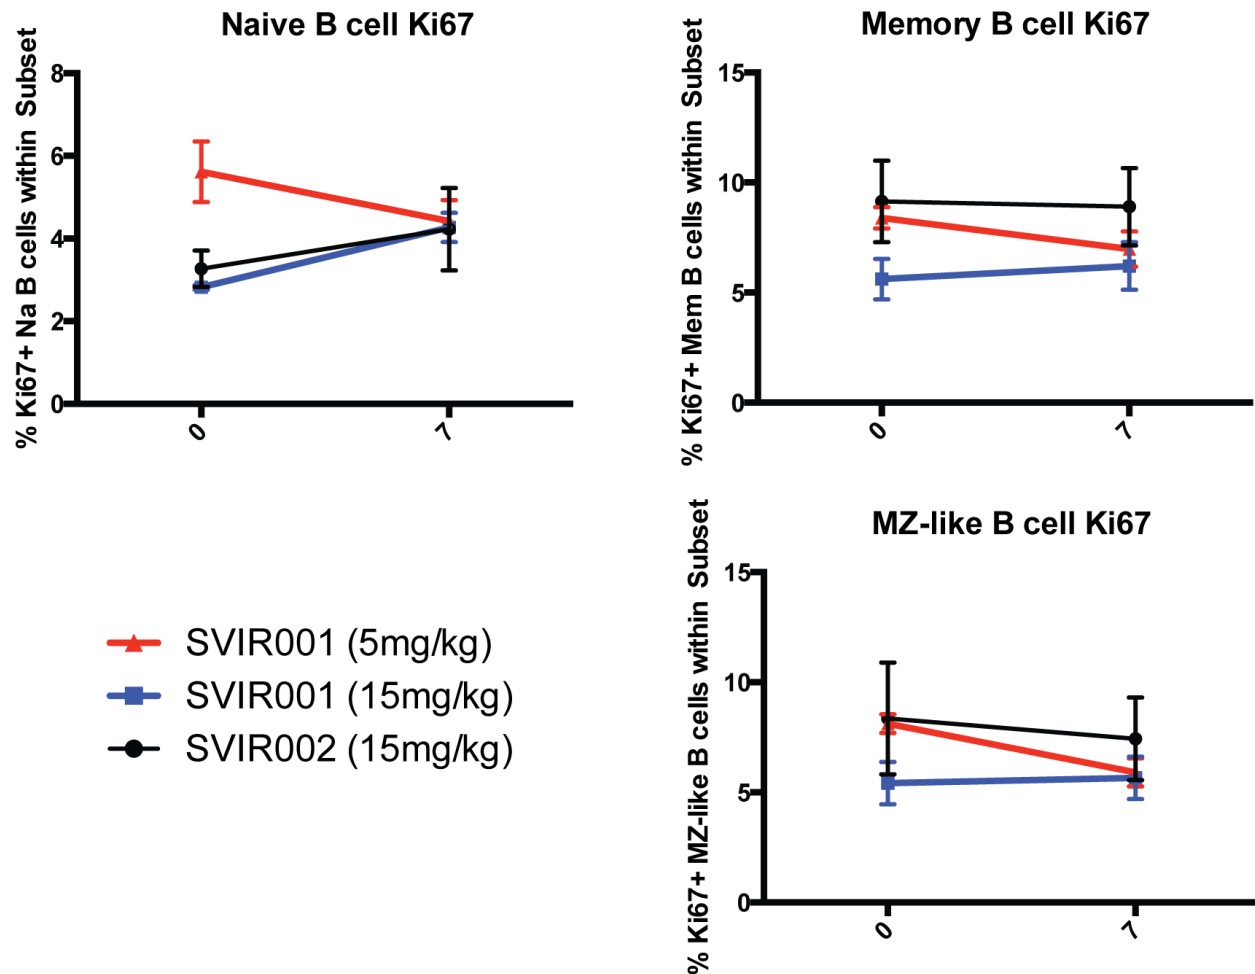 Naive B cell Ki67
% Ki67+ Na B cells within Subset
8
6
4
2
0
0
7
Memory B cell Ki67
% Ki67+ Mem B cells within Subset
15
10
5
0
0
7
SVIR001 (5mg/kg)
SVIR001 (15mg/kg)
SVIR002 (15mg/kg)
MZ-like B cell Ki67
% Ki67+ MZ-like B cells within Subset
15
10
5
0
0
7